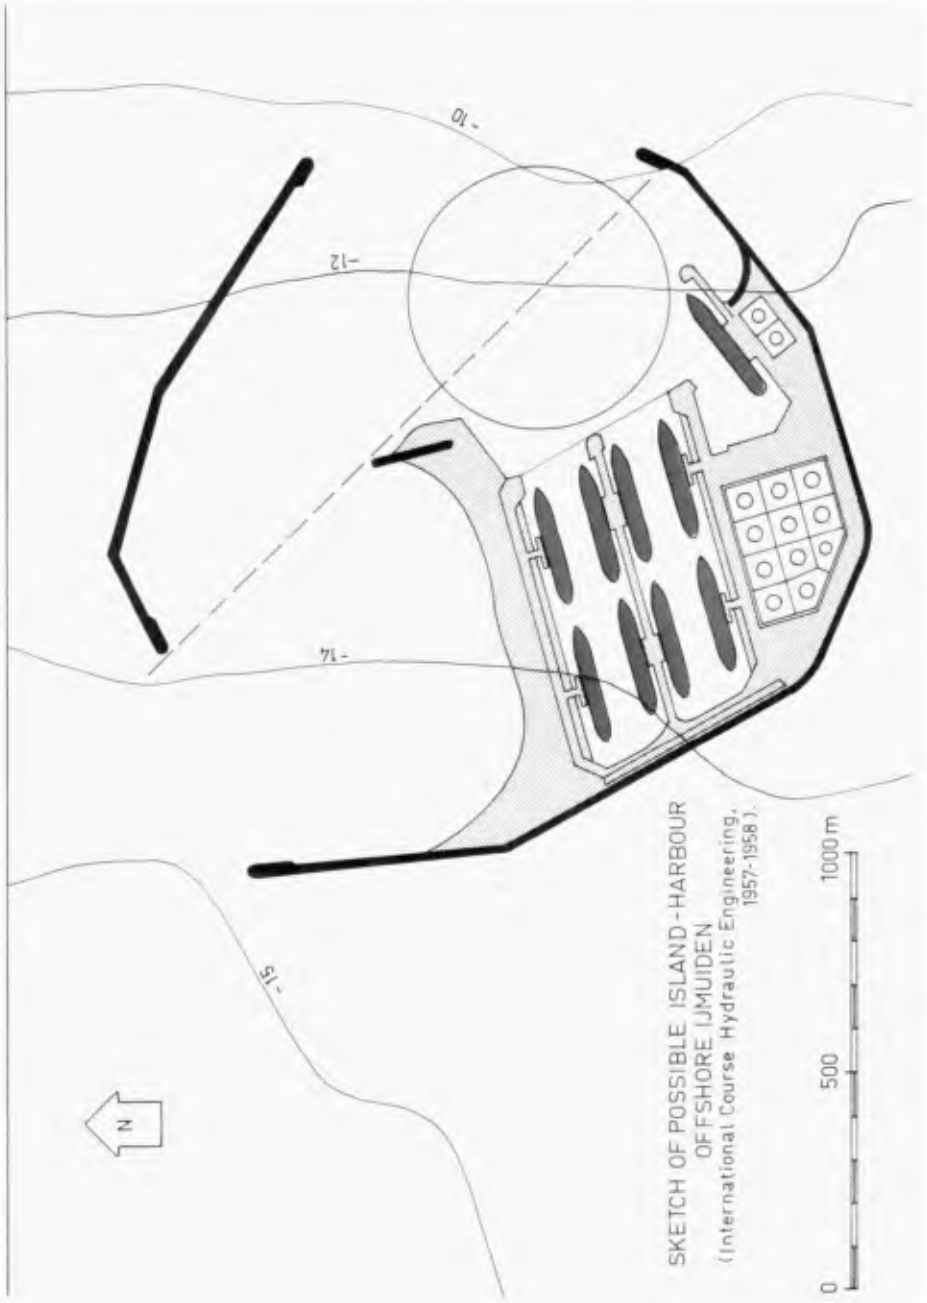 -10
-12
-14
-15
N
SKETCH OF POSSIBLE ISLAND-HARBOUR
OFFSHORE IJMUIDEN
(International Course Hydraulic Engineering,
1957-1958).
0 500 1000 m